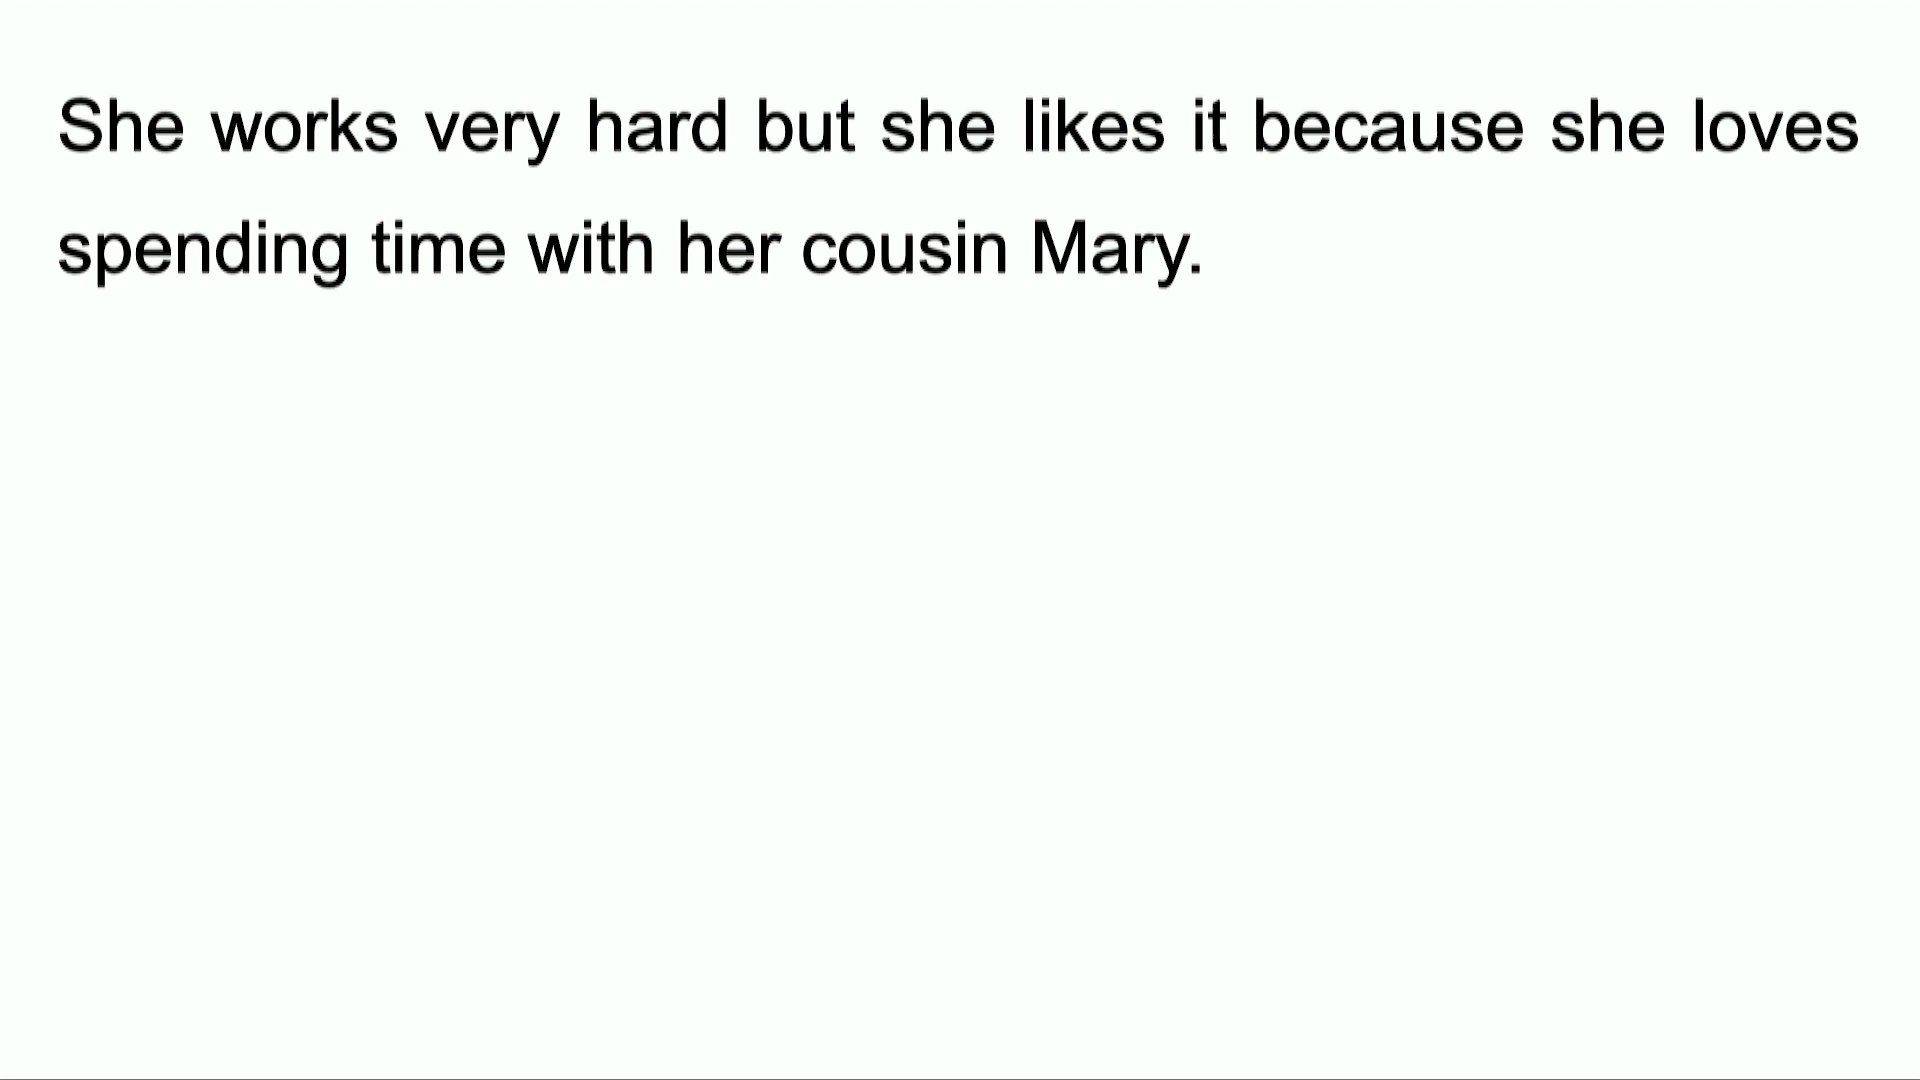 She works very hard but she likes it because she loves
spending time with her cousin Mary.